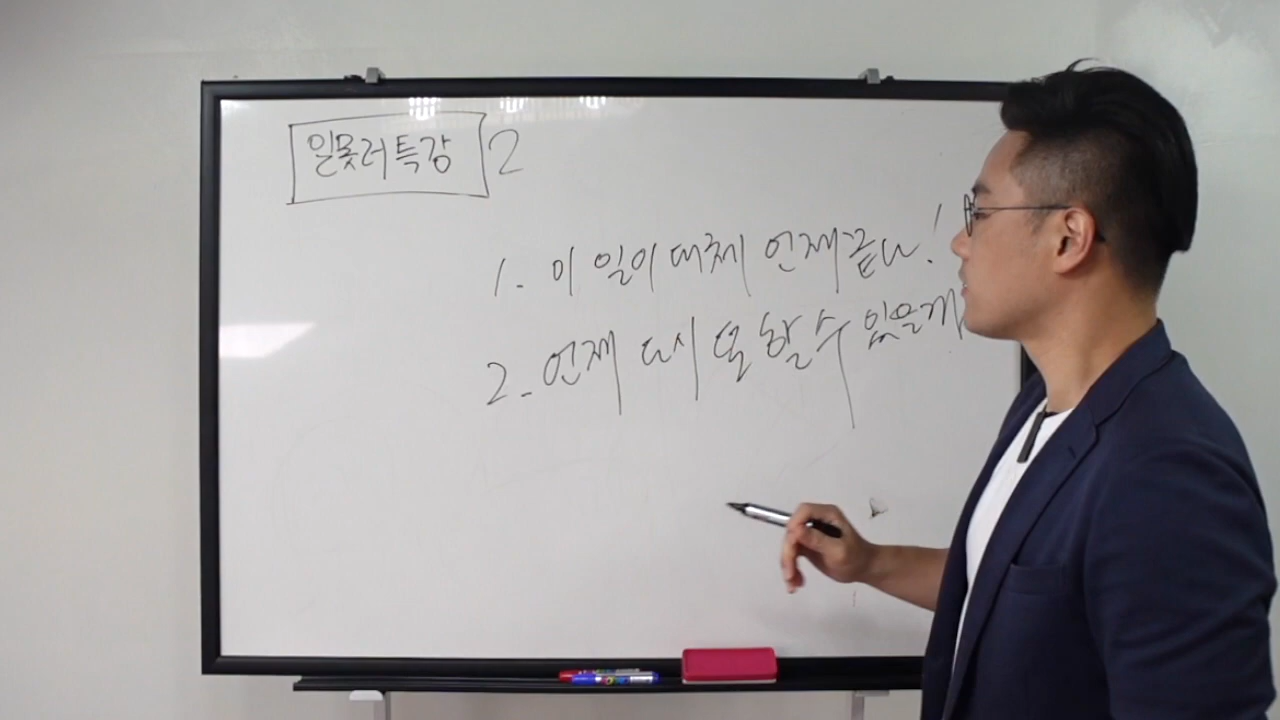 일못러특강 2
1. 이 일이 대체 언제끝나!
2. 언제 다시 또 할 수 있을까